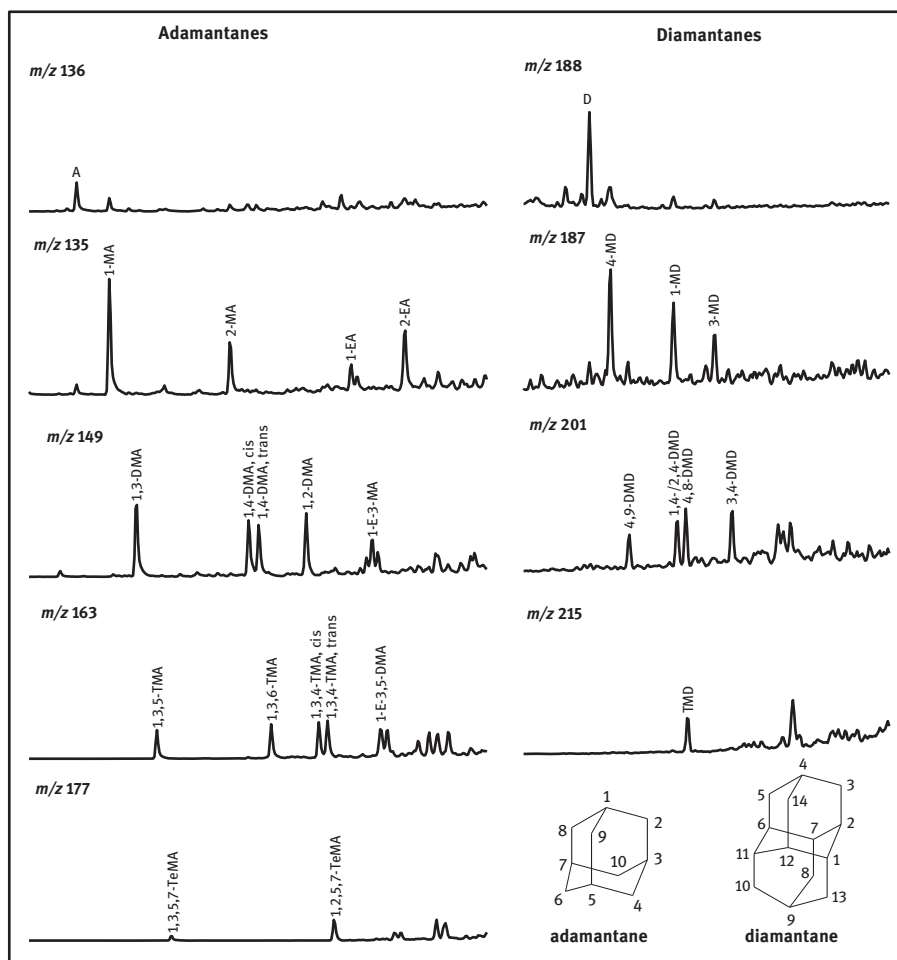 Adamantanes
m/z 136
A
m/z 135
1-MA
2-MA
1-EA
2-EA
m/z 149
1,3-DMA
1,4-DMA, cis
1,4-DMA, trans
1,2-DMA
1-E-3-MA
m/z 163
1,3,5-TMA
1,3,6-TMA
1,3,4-TMA, cis
1,3,4-TMA, trans
1-E-3,5-DMA
m/z 177
1,3,5,7-TeMA
1,2,5,7-TeMA
Diamantanes
m/z 188
D
m/z 187
4-MD
1-MD
3-MD
m/z 201
4,9-DMD
1,4-/2,4-DMD
4,8-DMD
3,4-DMD
m/z 215
TMD
1
8
2
9
7
10
3
6
5
4
adamantane
4
5
3
14
6
7
2
11
12
1
8
10
13
9
diamantane